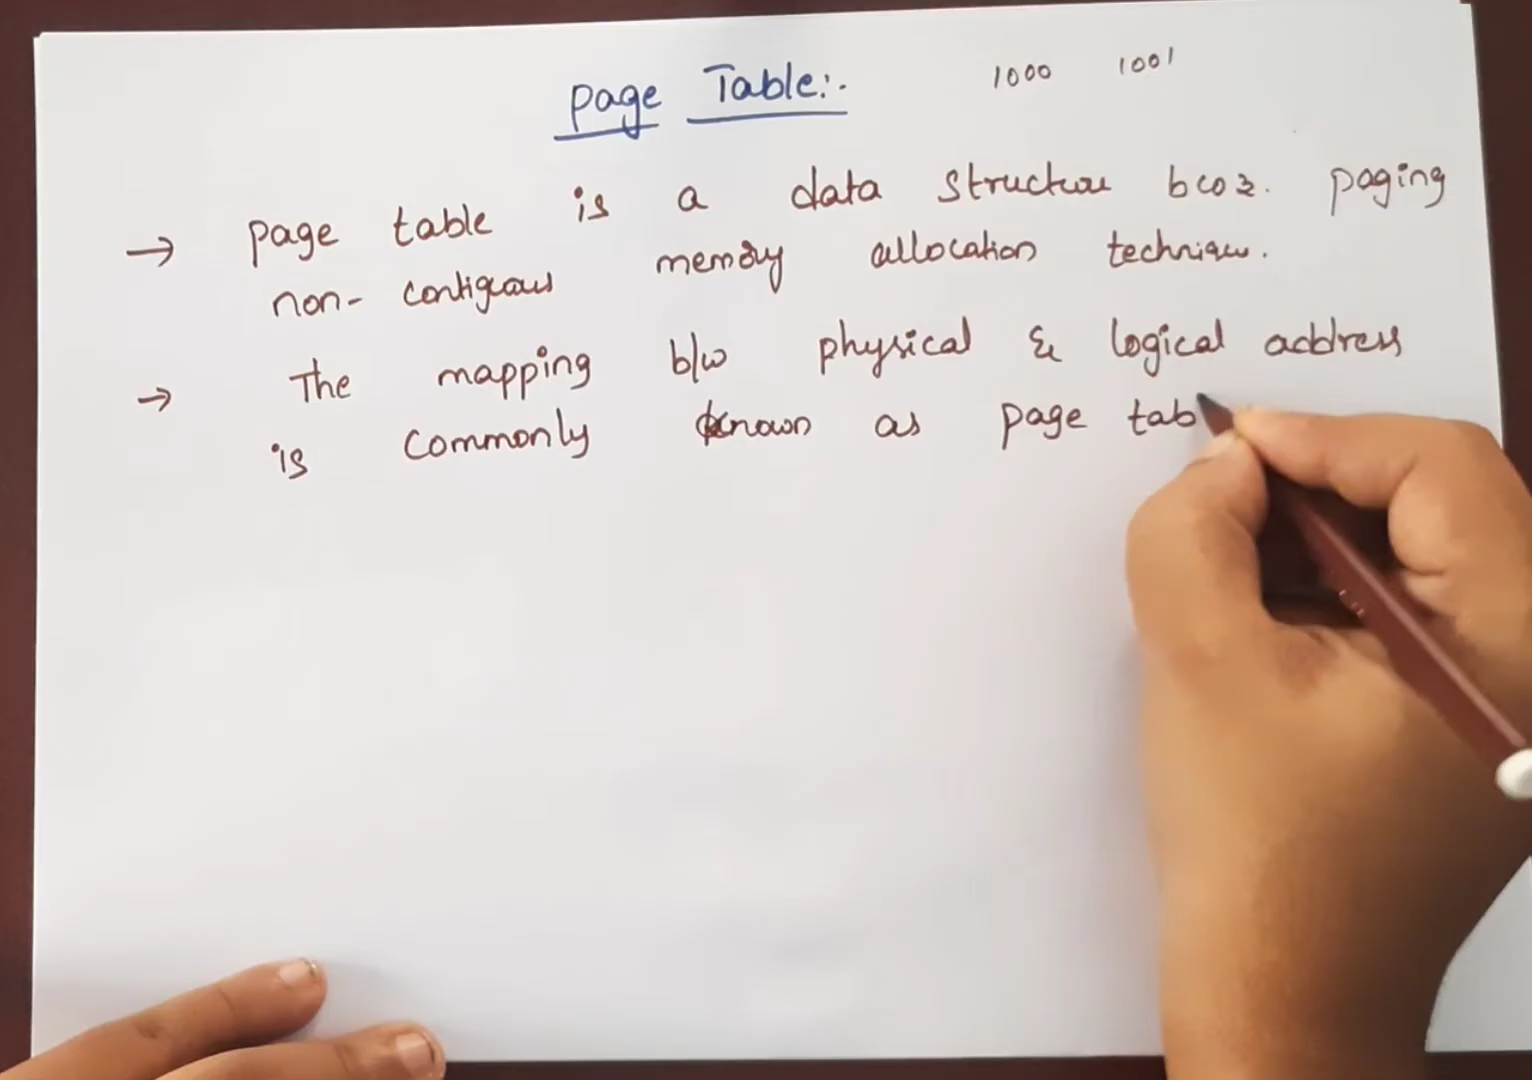 Page Table:. 1000 1001
→ page table is a data structure bcoz. paging
non- contiguous memory allocation technique.
→ The mapping b/w physical & logical address
is commonly known as page tab